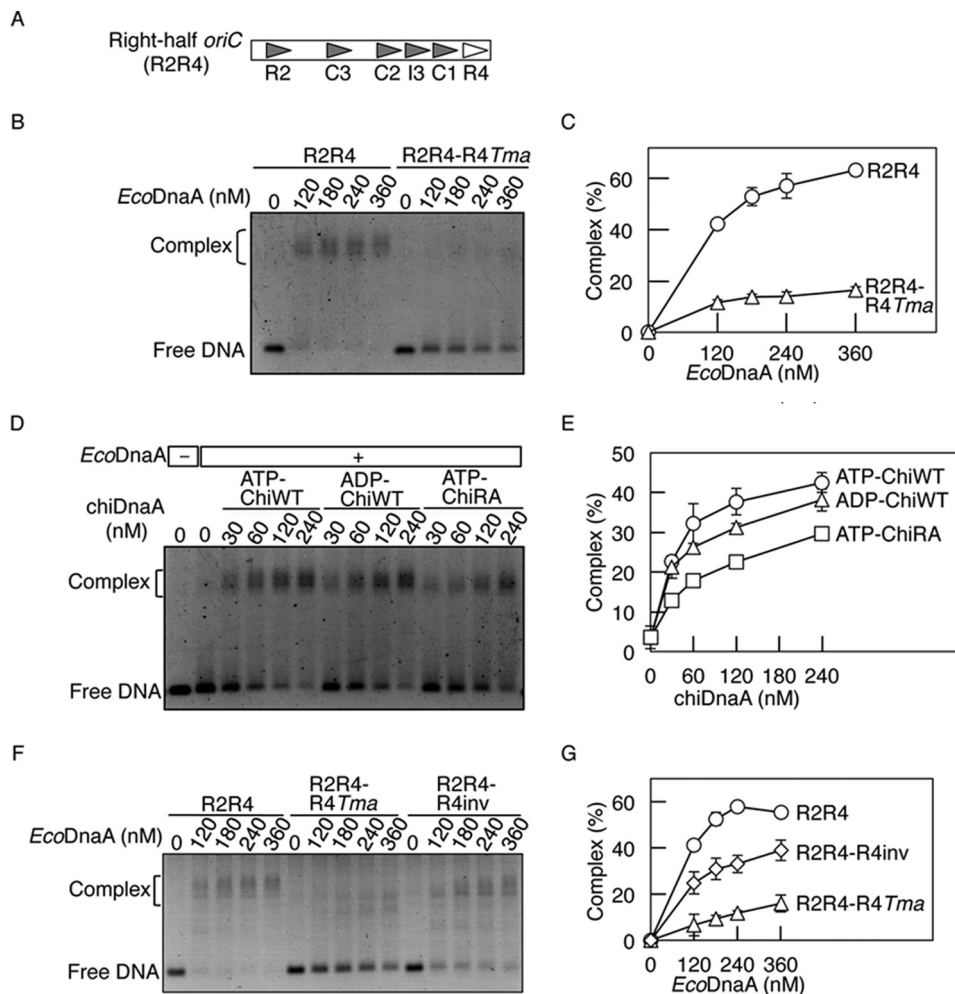 A
Right-half oriC
(R2R4)
R2 C3 C2 I3 C1 R4
B
R2R4 R2R4-R4Tma
EcoDnaA (nM) 0 120 180 240 360 0 120 180 240 360
Complex
Free DNA
C
Complex (%)
60
40
20
0
R2R4
R2R4-
R4Tma
0 120 240 360
EcoDnaA (nM)
D
EcoDnaA − +
ATP-
ChiWT
ADP-
ChiWT
ATP-
ChiRA
chiDnaA
(nM)
0 0 30 60 120 240 30 60 120 240 30 60 120 240
Complex
Free DNA
E
Complex (%)
50
40
30
20
10
0
ATP-ChiWT
ADP-ChiWT
ATP-ChiRA
0 60 120 180 240
chiDnaA (nM)
F
R2R4
R2R4-
R4Tma
R2R4-
R4inv
EcoDnaA (nM) 0 120 180 240 360 0 120 180 240 360 0 120 180 240 360
Complex
Free DNA
G
Complex (%)
60
40
20
0
R2R4
R2R4-R4inv
R2R4-R4Tma
0 120 240 360
EcoDnaA (nM)